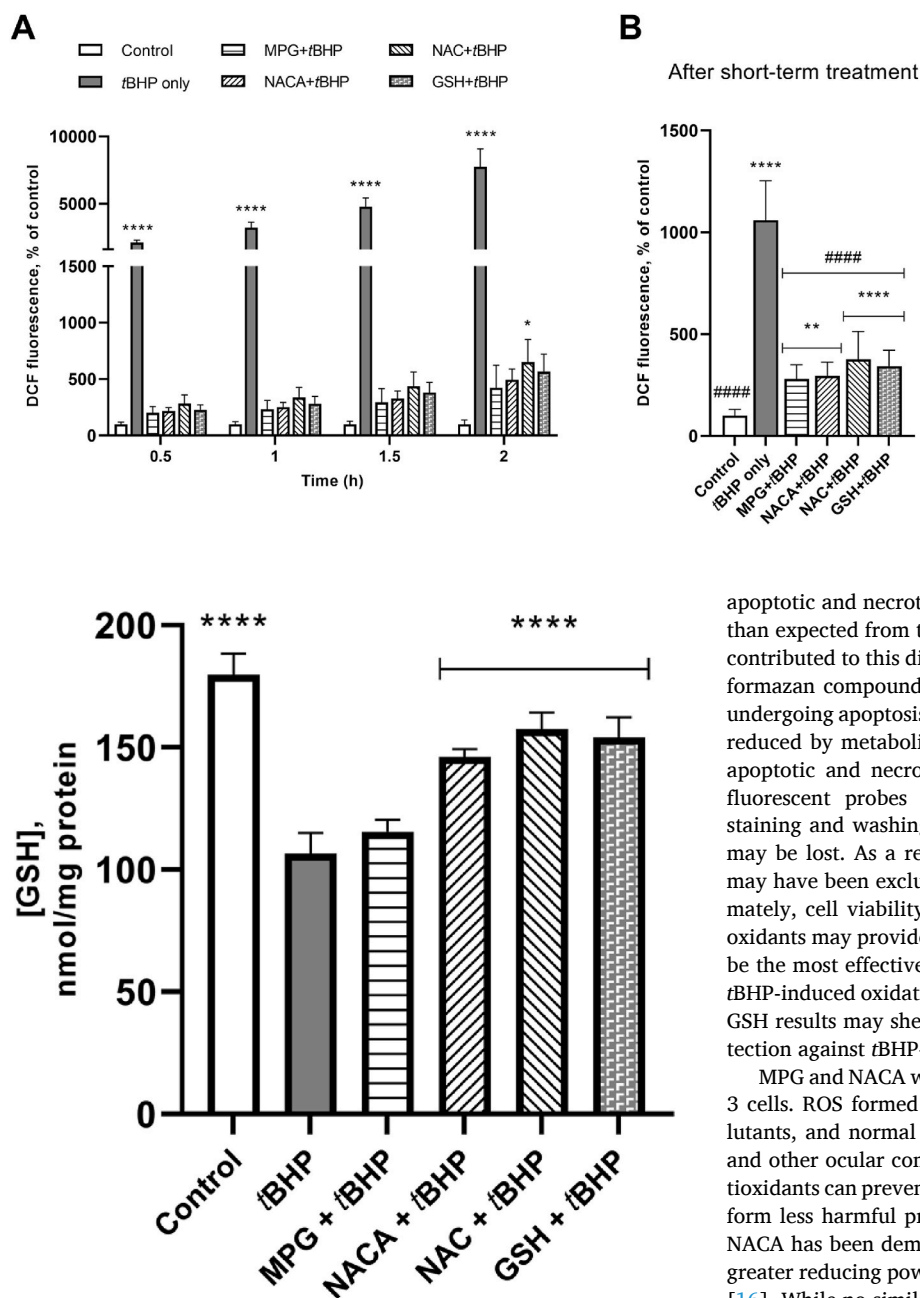 A
B
Control
MPG+tBHP
NAC+tBHP
tBHP only
NACA+tBHP
GSH+tBHP
After short-term treatment
DCF fluorescence, % of control
10000
5000
1500
1000
500
0
****
****
****
****
*
0.5
1
1.5
2
Time (h)
DCF fluorescence, % of control
1500
1000
500
0
####
****
####
**
****
Control
tBHP only
MPG+tBHP
NACA+tBHP
NAC+tBHP
GSH+tBHP
[GSH],
nmol/mg protein
200
150
100
50
0
****
****
Control
tBHP
MPG + tBHP
NACA + tBHP
NAC + tBHP
GSH + tBHP
apoptotic and necrot
than expected from t
contributed to this di
formazan compound
undergoing apoptosis
reduced by metaboli
apoptotic and necro
fluorescent probes
staining and washin
may be lost. As a re
may have been exclu
mately, cell viability
oxidants may provide
be the most effective
tBHP-induced oxidat
GSH results may she
tection against tBHP-
MPG and NACA w
3 cells. ROS formed
lutants, and normal
and other ocular con
tioxidants can preven
form less harmful pr
NACA has been dem
greater reducing pow
[16]. While no simil